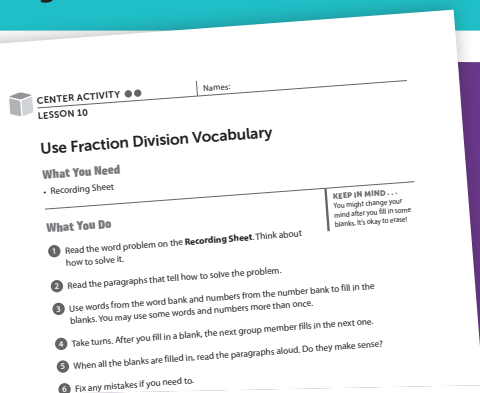 CENTER ACTIVITY ●●
Names:
LESSON 10
Use Fraction Division Vocabulary
What You Need
• Recording Sheet
KEEP IN MIND . . .
You might change your
mind after you fill in some
blanks. It's okay to erase!
What You Do
1 Read the word problem on the Recording Sheet. Think about
how to solve it.
2 Read the paragraphs that tell how to solve the problem.
3 Use words from the word bank and numbers from the number bank to fill in the
blanks. You may use some words and numbers more than once.
4 Take turns. After you fill in a blank, the next group member fills in the next one.
5 When all the blanks are filled in, read the paragraphs aloud. Do they make sense?
6 Fix any mistakes if you need to.